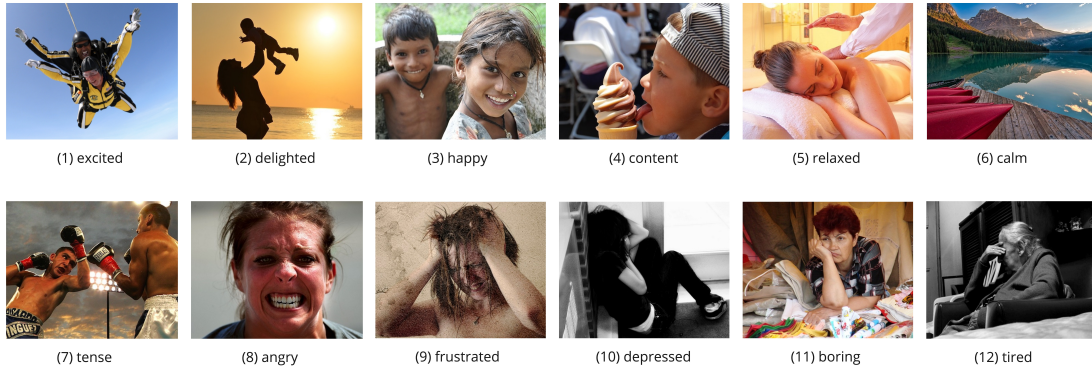 (1) excited
(2) delighted
(3) happy
(4) content
(5) relaxed
(6) calm
(7) tense
(8) angry
(9) frustrated
(10) depressed
(11) boring
(12) tired